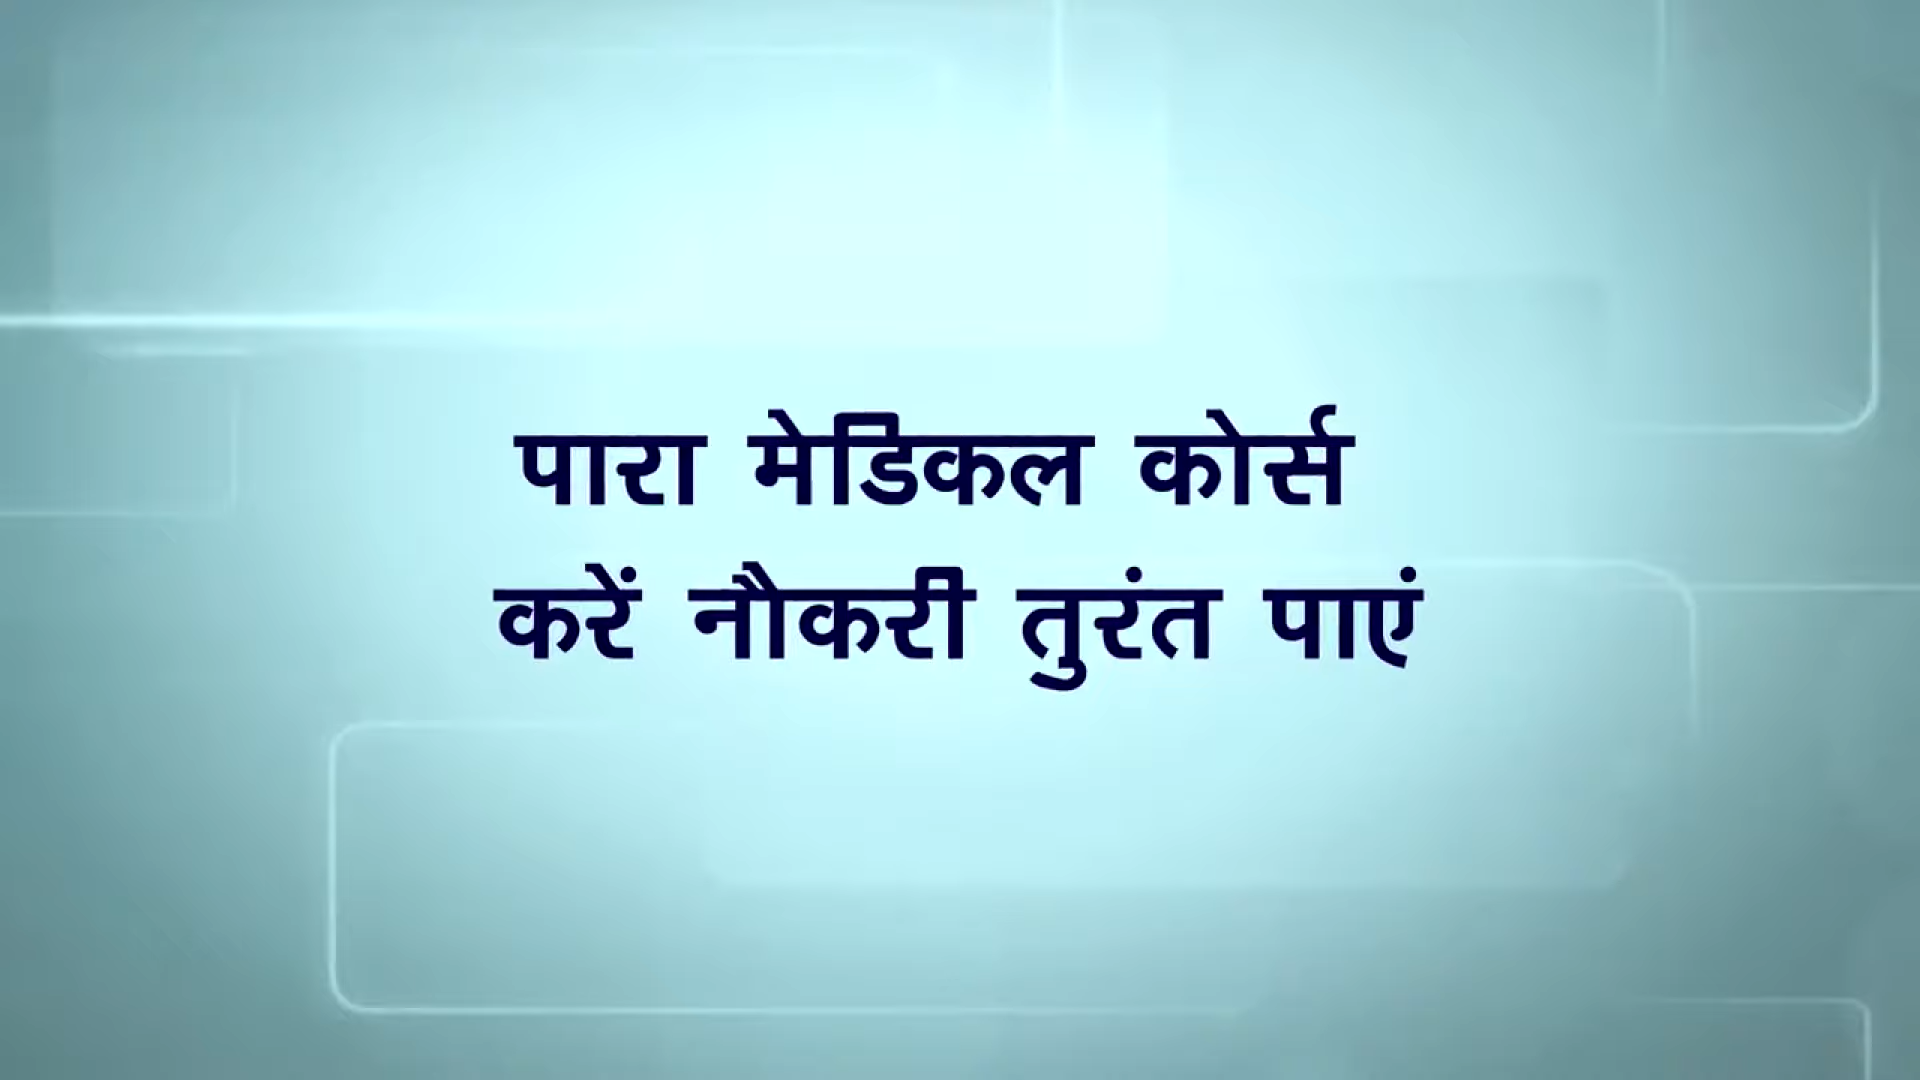 पारा मेडिकल कोर्स
करें नौकरी तुरंत पाएं